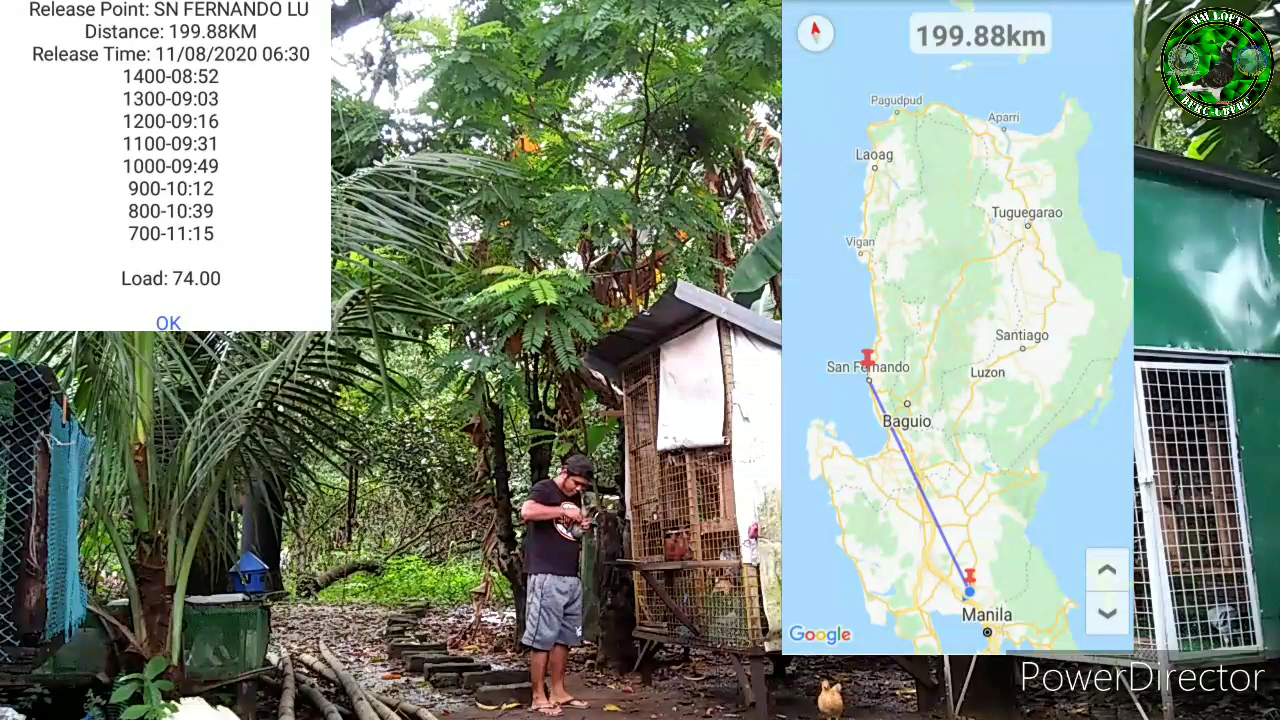 Release Point: SN FERNANDO LU
Distance: 199.88KM
Release Time: 11/08/2020 06:30
1400-08:52
1300-09:03
1200-09:16
1100-09:31
1000-09:49
900-10:12
800-10:39
700-11:15
Load: 74.00
OK
199.88km
Pagudpud
Aparri
Laoag
Tuguegarao
Vigan
Santiago
San Fernando
Luzon
Baguio
Manila
Google
PowerDirector